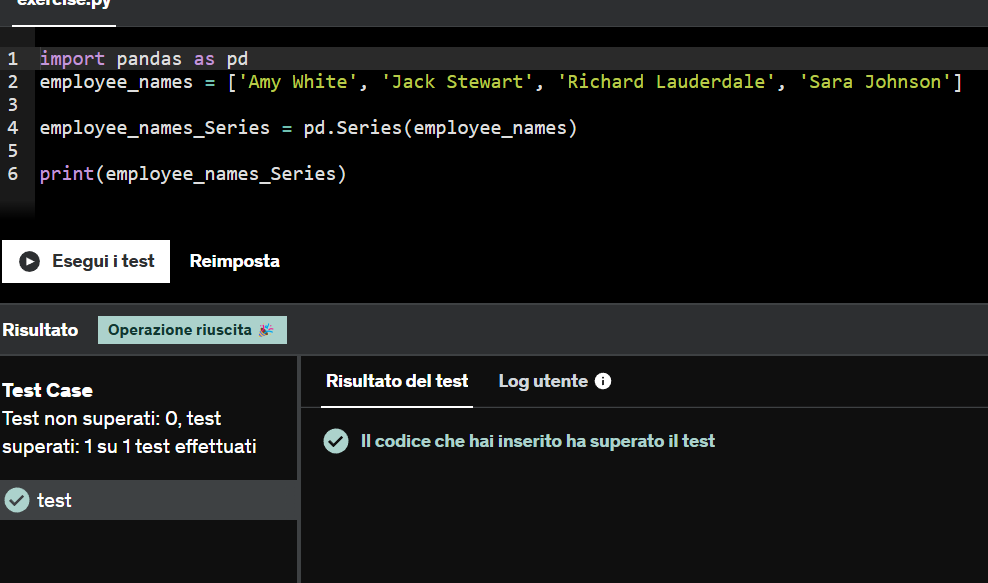 exercise.py
1 import pandas as pd
2 employee_names = ['Amy White', 'Jack Stewart', 'Richard Lauderdale', 'Sara Johnson']
3
4 employee_names_Series = pd.Series(employee_names)
5
6 print(employee_names_Series)
Esegui i test Reimposta
Risultato Operazione riuscita 🎉
Test Case
Test non superati: 0, test
superati: 1 su 1 test effettuati
test
Risultato del test Log utente
Il codice che hai inserito ha superato il test